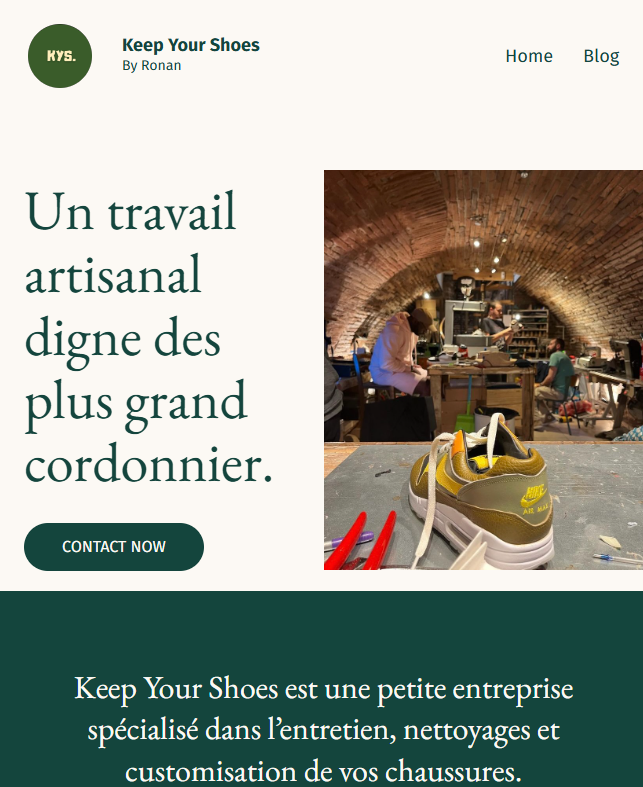 KYS.
Keep Your Shoes
By Ronan
Home Blog
Un travail
artisanal
digne des
plus grand
cordonnier.
NIKE
AIR MAX
CONTACT NOW
Keep Your Shoes est une petite entreprise
spécialisé dans l’entretien, nettoyages et
customisation de vos chaussures.